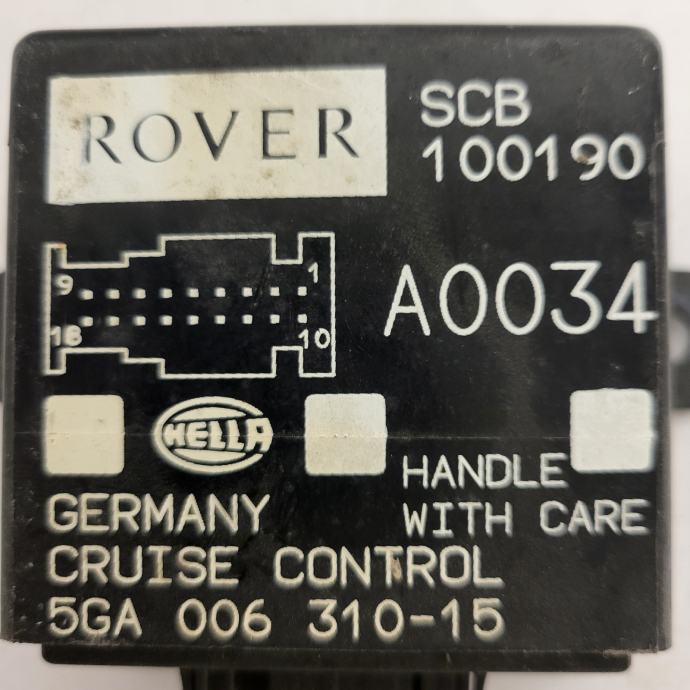 ROVER
SCB
100190
9 1
18 10
A0034
HELLA
HANDLE
WITH CARE
GERMANY
CRUISE CONTROL
5GA 006 310-15